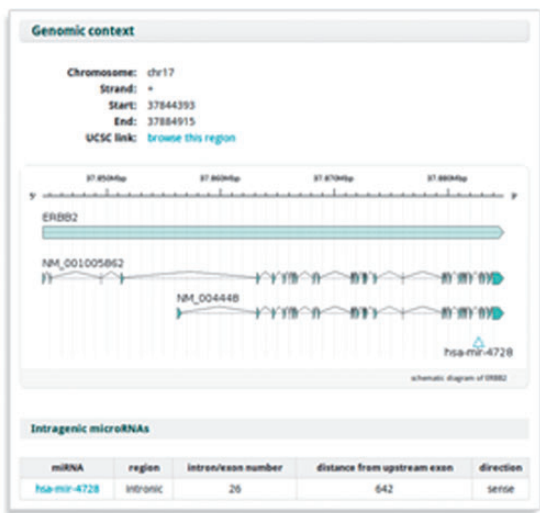 Genomic context
Chromosome: chr17
Strand: +
Start: 37844393
End: 37884915
UCSC link: browse this region
37.850Mbp 37.860Mbp 37.870Mbp 37.880Mbp
5' 3'
ERBB2
NM_001005862
NM_004448
hsa-mir-4728
schematic diagram of ERBB2
Intragenic microRNAs
miRNA region intron/exon number distance from upstream exon direction
hsa-mir-4728 intronic 26 642 sense